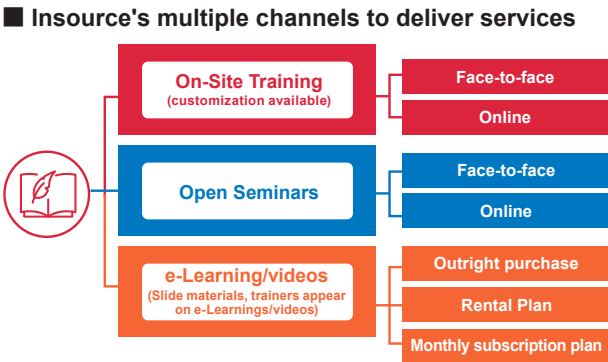 ■ Insource's multiple channels to deliver services
On-Site Training
(customization available)
Face-to-face
Online
Open Seminars
Face-to-face
Online
e-Learning/videos
(Slide materials, trainers appear
on e-Learnings/videos)
Outright purchase
Rental Plan
Monthly subscription plan